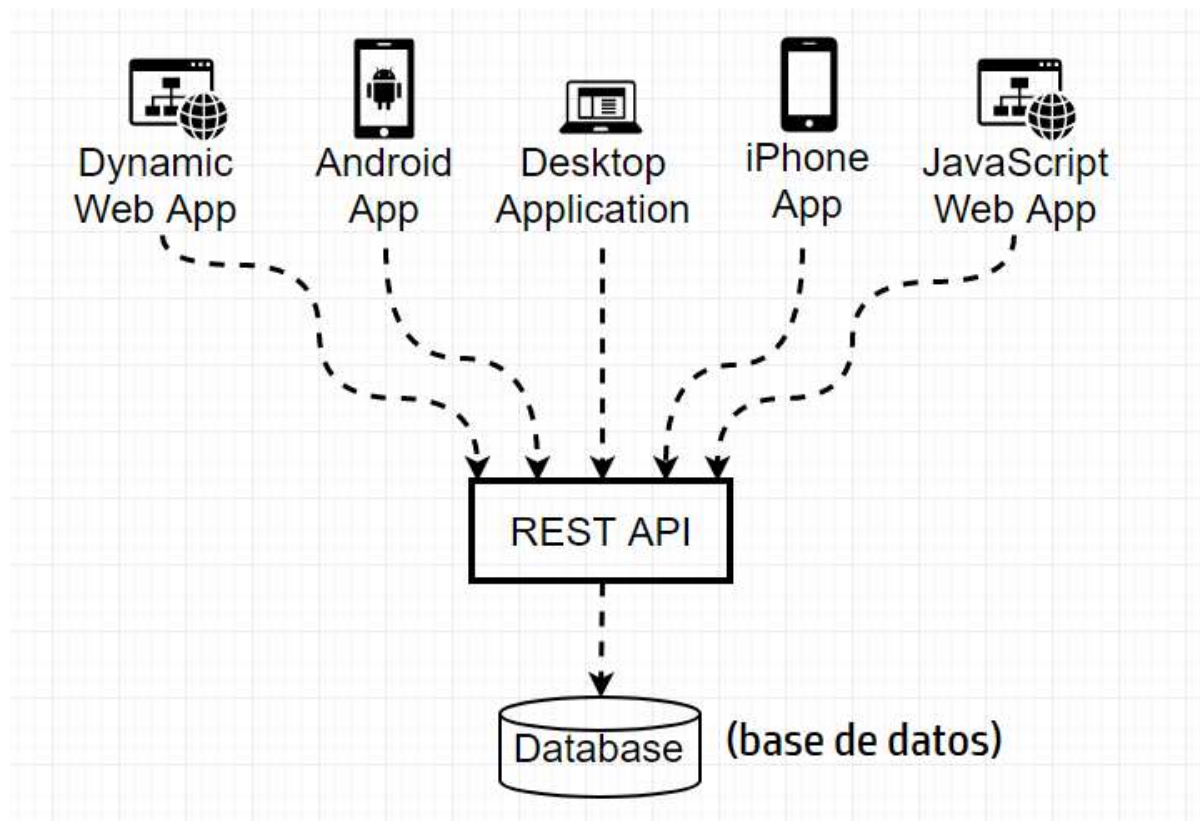 Dynamic
Web App
Android
App
Desktop
Application
iPhone
App
JavaScript
Web App
REST API
Database
(base de datos)